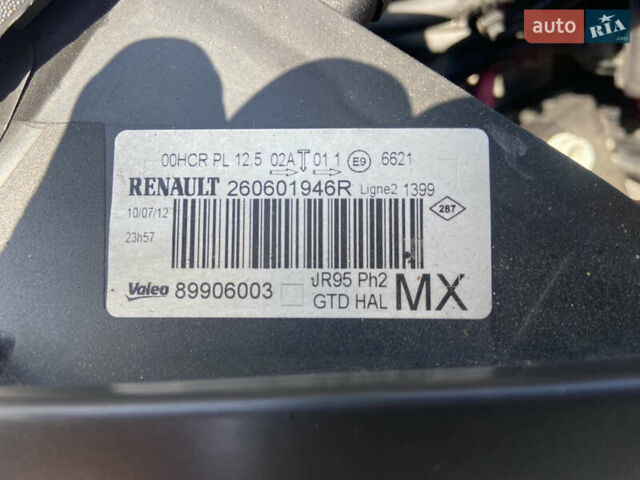 auto RIA
.com
00HCR PL 12.5 02A T 01 1 E9 6621
RENAULT 260601946R Ligne2 1399
10/07/12
287
23h57
Valeo 89906003 JR95 Ph2
GTD HAL MX